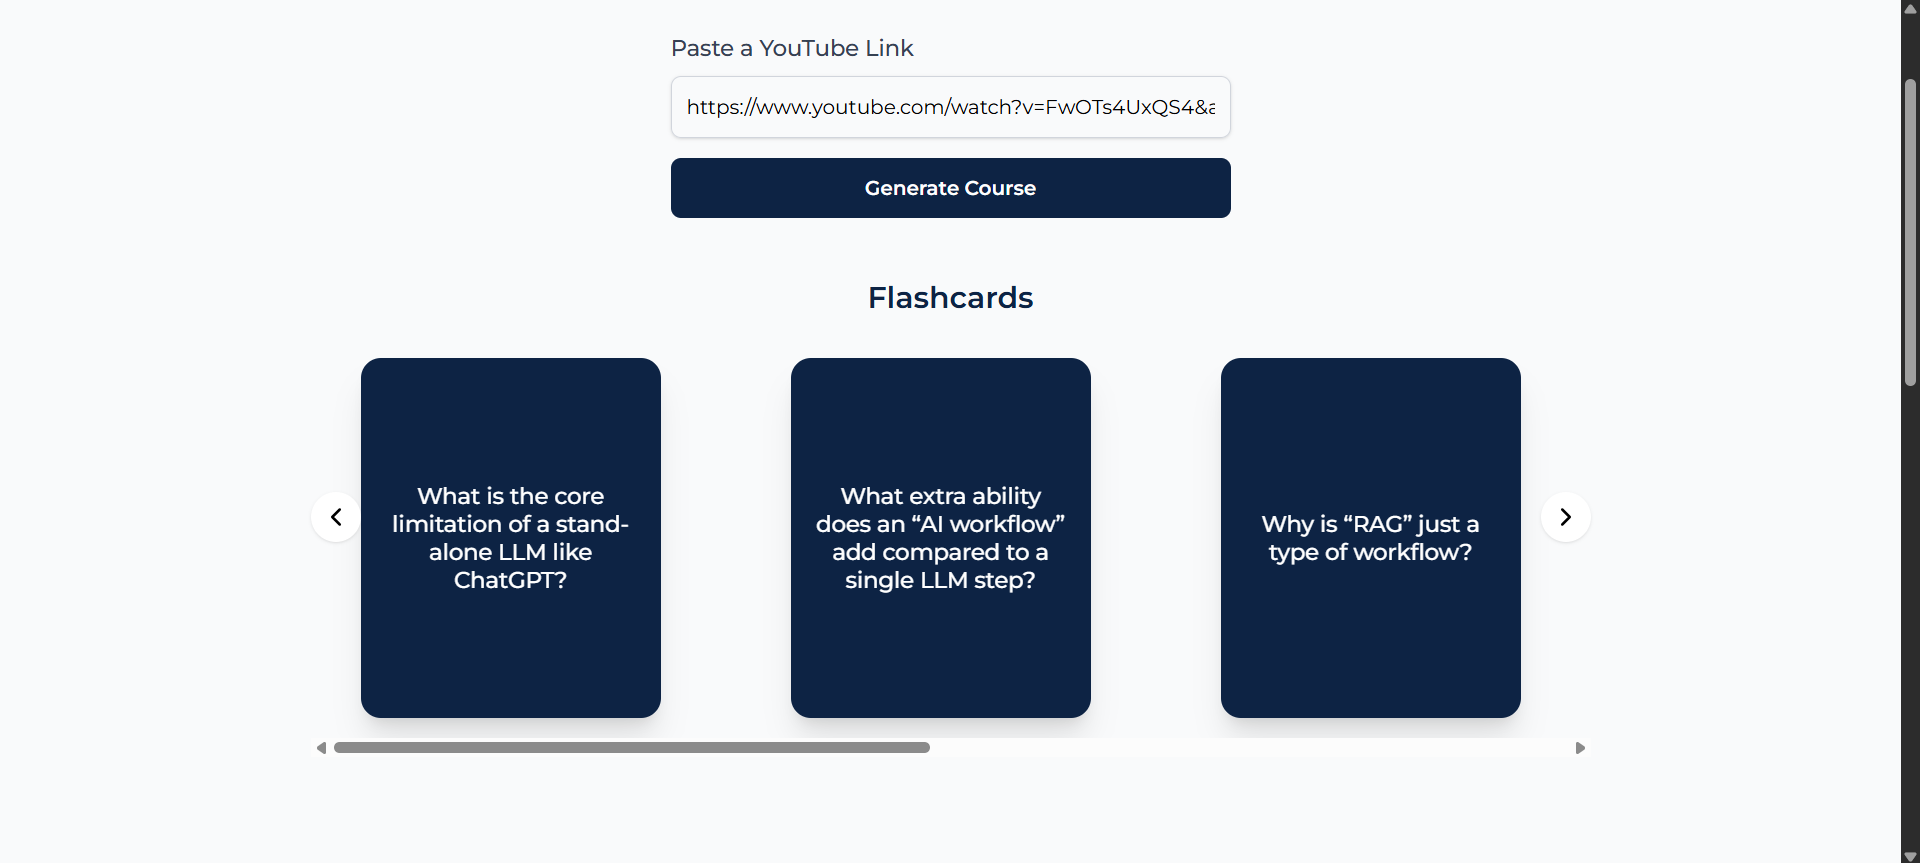 Paste a YouTube Link
https://www.youtube.com/watch?v=FwOTs4UxQS4&a
Generate Course
Flashcards
What is the core
limitation of a stand-
alone LLM like
ChatGPT?
What extra ability
does an “AI workflow”
add compared to a
single LLM step?
Why is “RAG” just a
type of workflow?